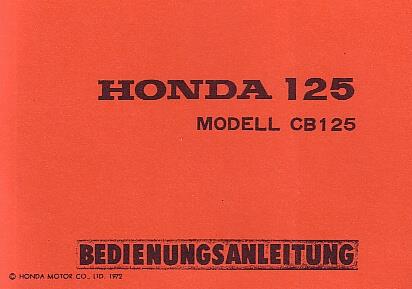 HONDA 125
MODELL CB125
BEDIENUNGSANLEITUNG
© HONDA MOTOR CO., LTD. 1972